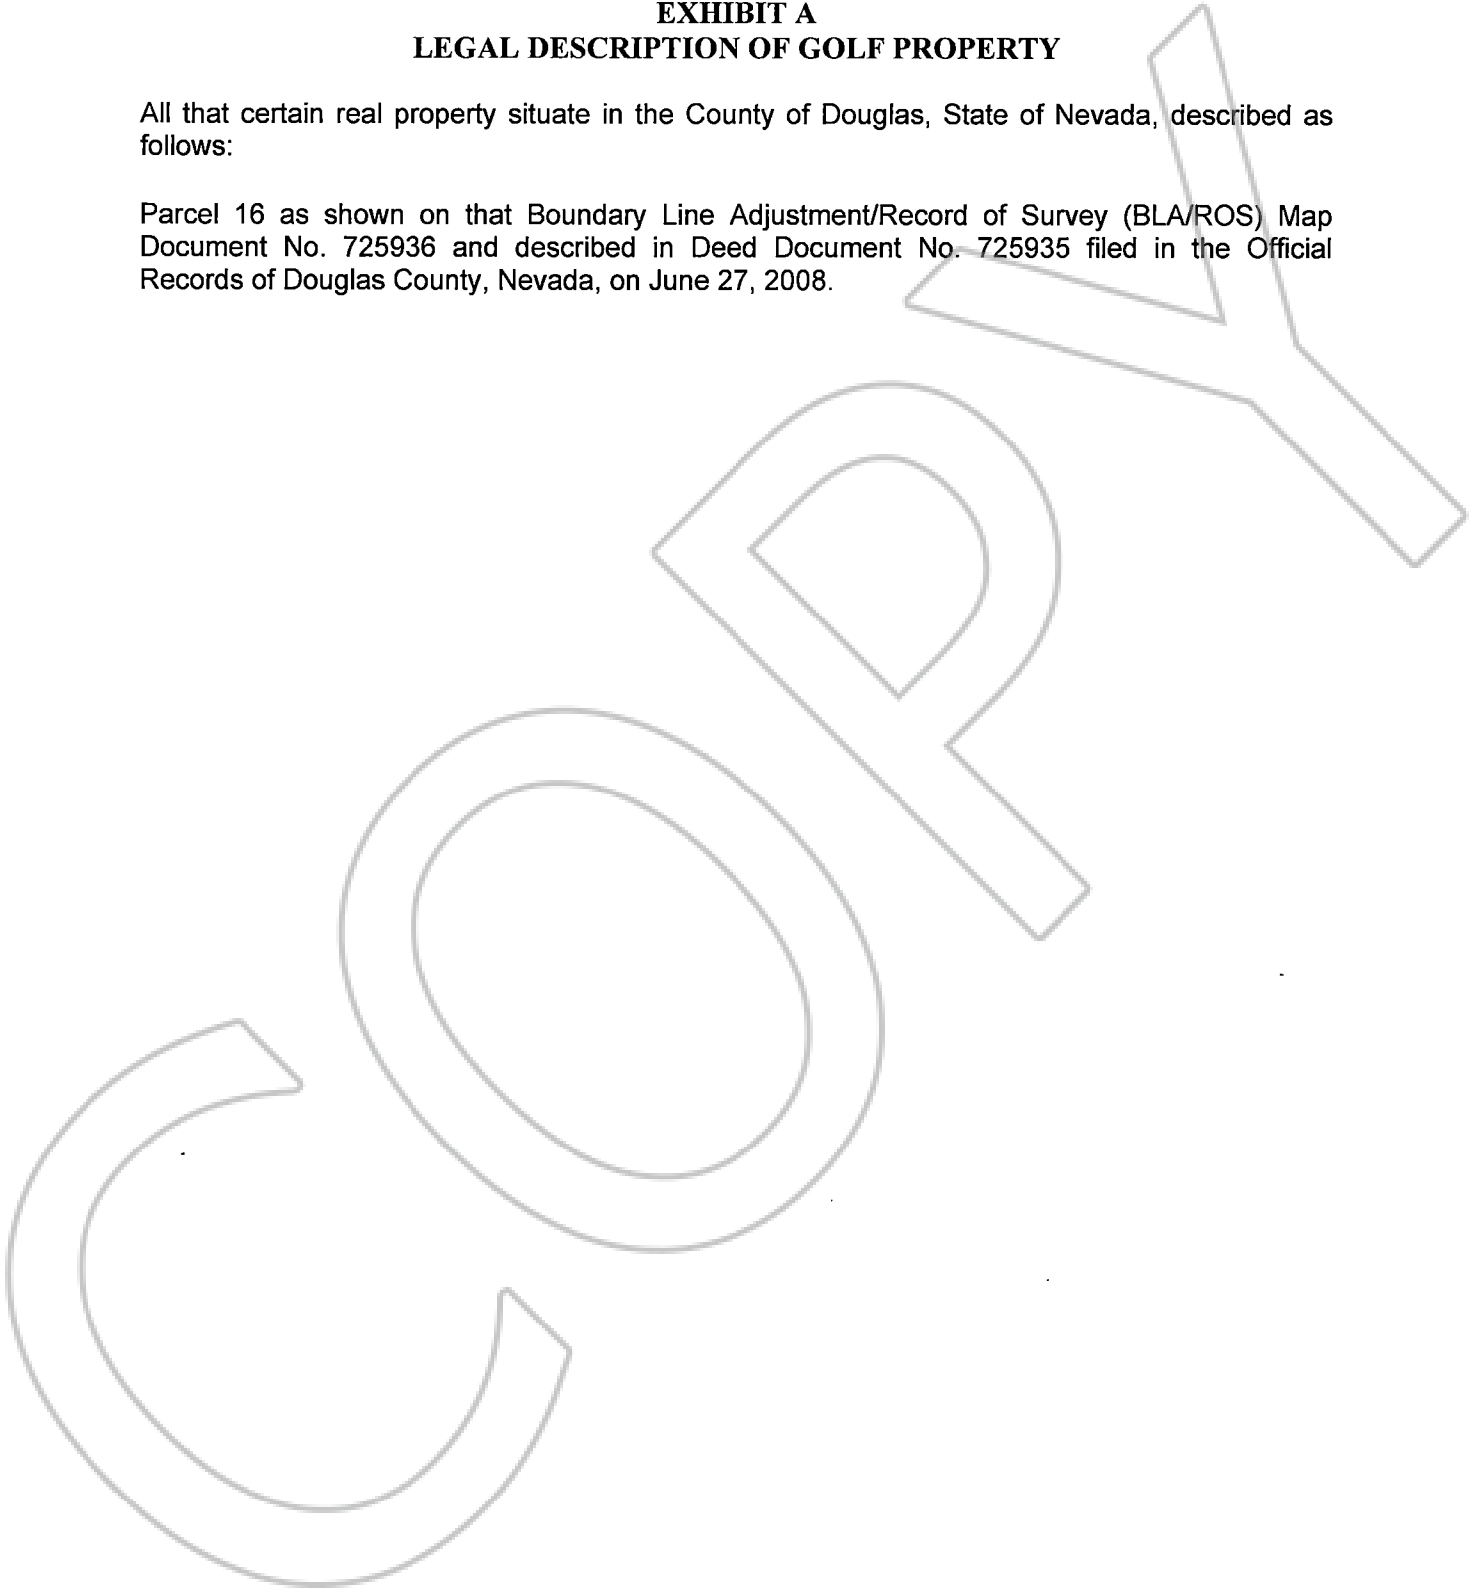 EXHIBIT A
LEGAL DESCRIPTION OF GOLF PROPERTY
All that certain real property situate in the County of Douglas, State of Nevada, described as
follows:
Parcel 16 as shown on that Boundary Line Adjustment/Record of Survey (BLA/ROS) Map
Document No. 725936 and described in Deed Document No. 725935 filed in the Official
Records of Douglas County, Nevada, on June 27, 2008.
COPY